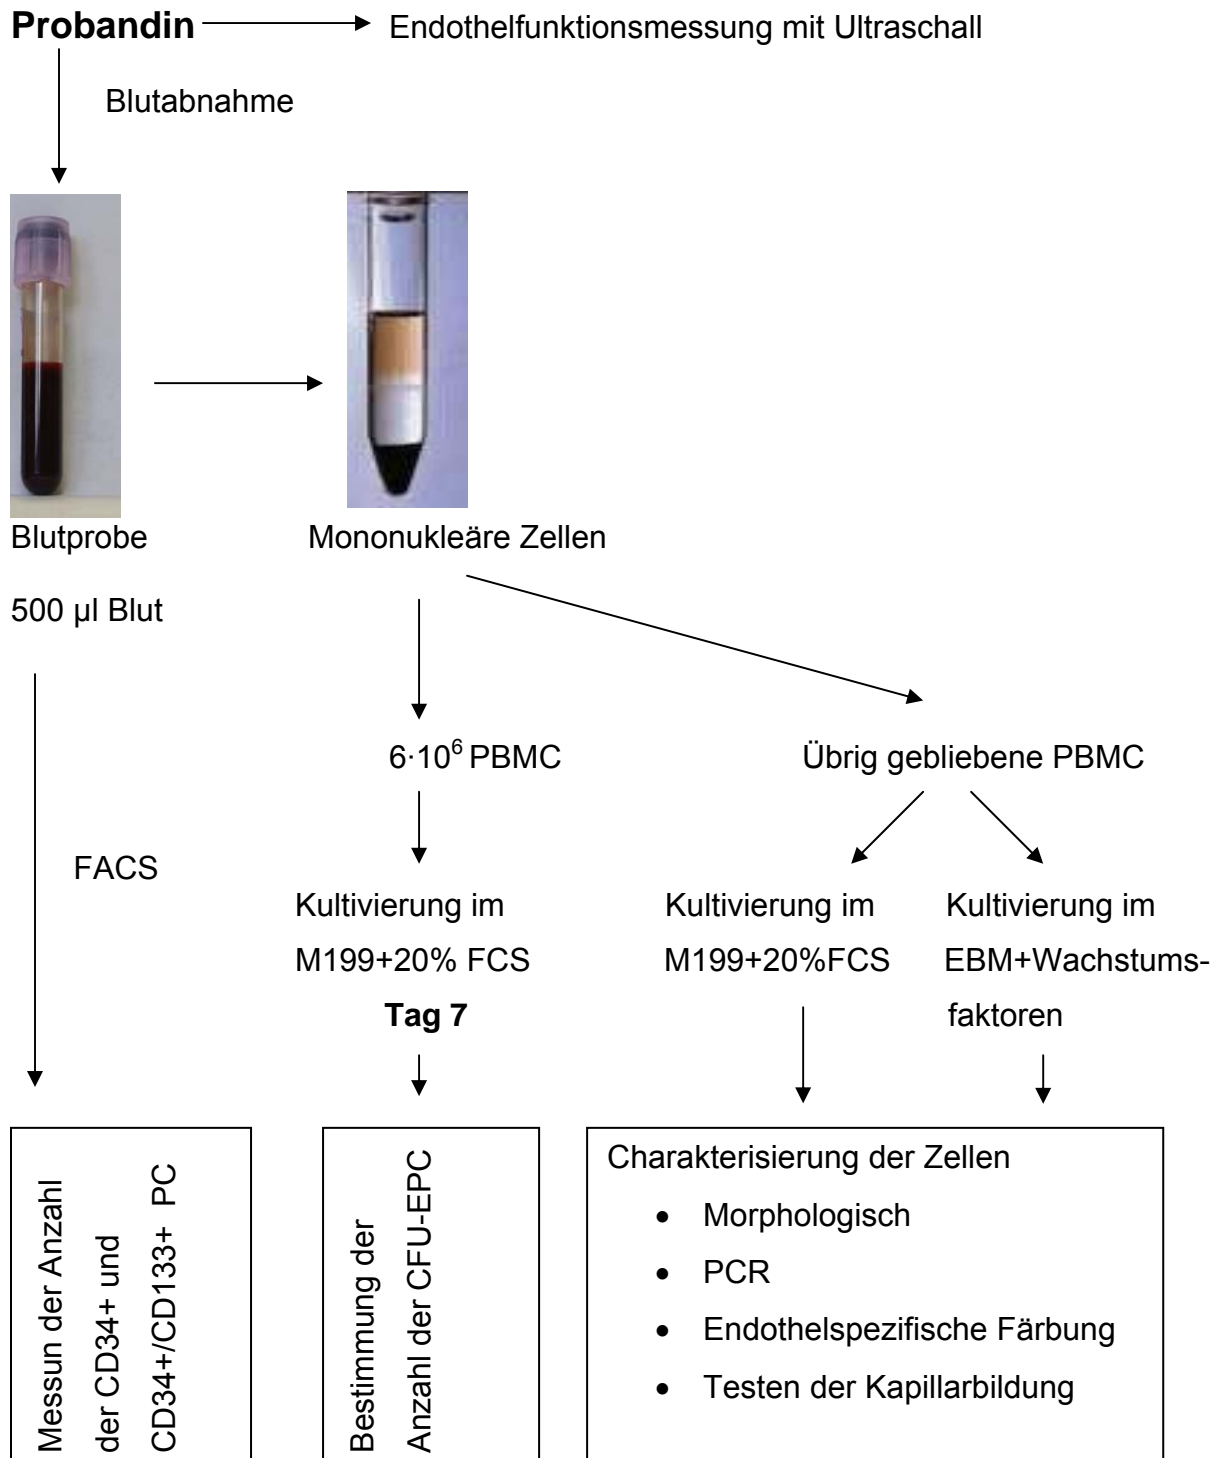 Probandin
Endothelfunktionsmessung mit Ultraschall
Blutabnahme
Blutprobe
500 µl Blut
Mononukleäre Zellen
6·10⁶ PBMC
Übrig gebliebene PBMC
FACS
Kultivierung im
M199+20% FCS
Tag 7
Kultivierung im
M199+20%FCS
Kultivierung im
EBM+Wachstums-
faktoren
Messun der Anzahl
der CD34+ und
CD34+/CD133+ PC
Bestimmung der
Anzahl der CFU-EPC
Charakterisierung der Zellen
• Morphologisch
• PCR
• Endothelspezifische Färbung
• Testen der Kapillarbildung